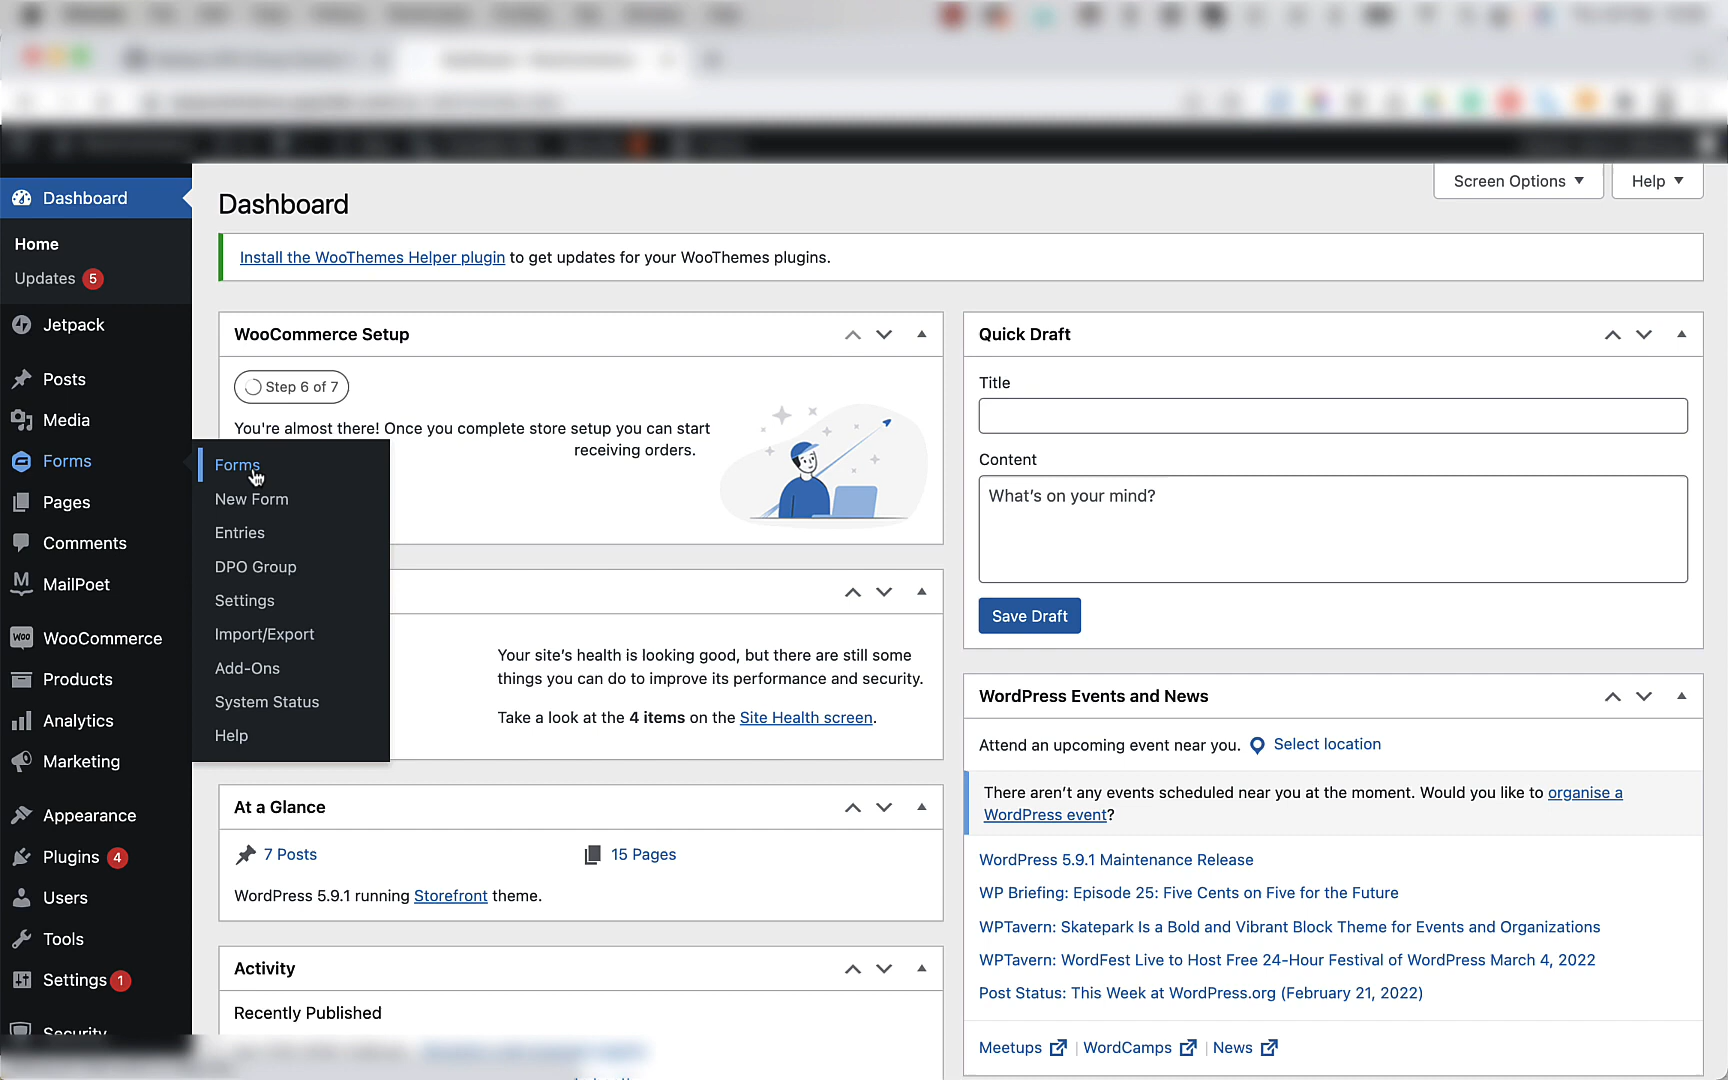 Dashboard
Home
Updates 5
Jetpack
Posts
Media
Forms
Pages
Comments
MailPoet
WooCommerce
Products
Analytics
Marketing
Appearance
Plugins 4
Users
Tools
Settings 1
Security
Forms
New Form
Entries
DPO Group
Settings
Import/Export
Add-Ons
System Status
Help
Screen Options
Help
Dashboard
Install the WooThemes Helper plugin to get updates for your WooThemes plugins.
WooCommerce Setup
Step 6 of 7
You're almost there! Once you complete store setup you can start
receiving orders.
Your site's health is looking good, but there are still some
things you can do to improve its performance and security.
Take a look at the 4 items on the Site Health screen.
At a Glance
7 Posts
15 Pages
WordPress 5.9.1 running Storefront theme.
Activity
Recently Published
Quick Draft
Title
Content
What's on your mind?
Save Draft
WordPress Events and News
Attend an upcoming event near you. Select location
There aren't any events scheduled near you at the moment. Would you like to organise a
WordPress event?
WordPress 5.9.1 Maintenance Release
WP Briefing: Episode 25: Five Cents on Five for the Future
WPTavern: Skatepark Is a Bold and Vibrant Block Theme for Events and Organizations
WPTavern: WordFest Live to Host Free 24-Hour Festival of WordPress March 4, 2022
Post Status: This Week at WordPress.org (February 21, 2022)
Meetups | WordCamps | News